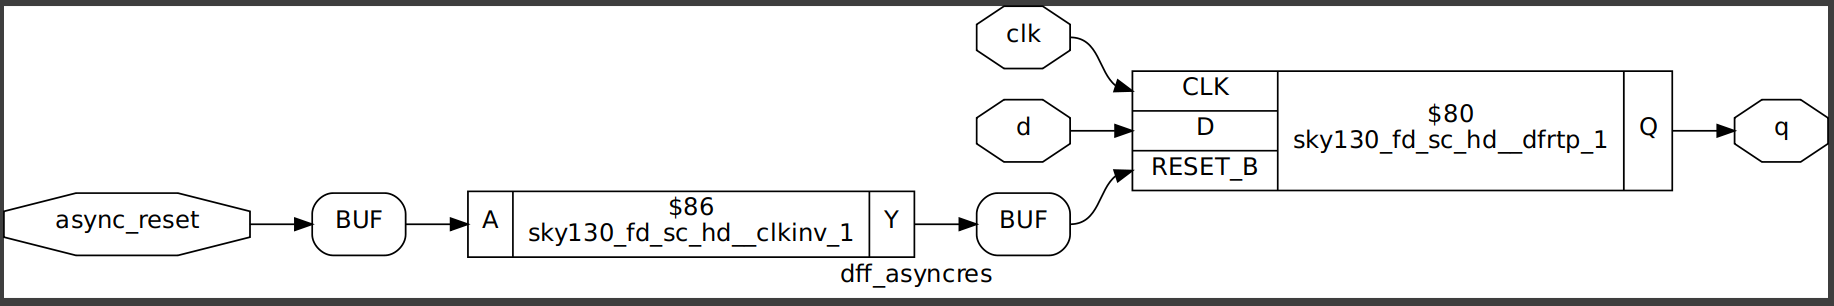 clk
CLK
d
D
$80
sky130_fd_sc_hd__dfrtp_1
Q
q
RESET_B
async_reset
BUF
A
$86
sky130_fd_sc_hd__clkinv_1
Y
BUF
dff_asyncres